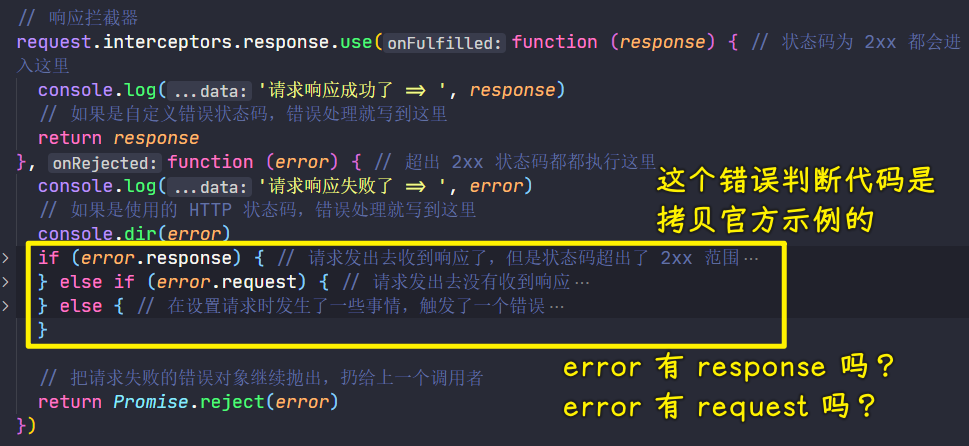 // 响应拦截器
request.interceptors.response.use( onFulfilled: function (response) { // 状态码为 2xx 都会进
入这里
console.log( ...data: '请求响应成功了 => ', response)
// 如果是自定义错误状态码，错误处理就写到这里
return response
}, onRejected: function (error) { // 超出 2xx 状态码都都执行这里
console.log( ...data: '请求响应失败了 => ', error)
// 如果是使用的 HTTP 状态码，错误处理就写到这里
console.dir(error)
if (error.response) { // 请求发出去收到响应了，但是状态码超出了 2xx 范围…
} else if (error.request) { // 请求发出去没有收到响应…
} else { // 在设置请求时发生了一些事情，触发了一个错误…
}
// 把请求失败的错误对象继续抛出，扔给上一个调用者
return Promise.reject(error)
})
这个错误判断代码是
拷贝官方示例的
error 有 response 吗？
error 有 request 吗？